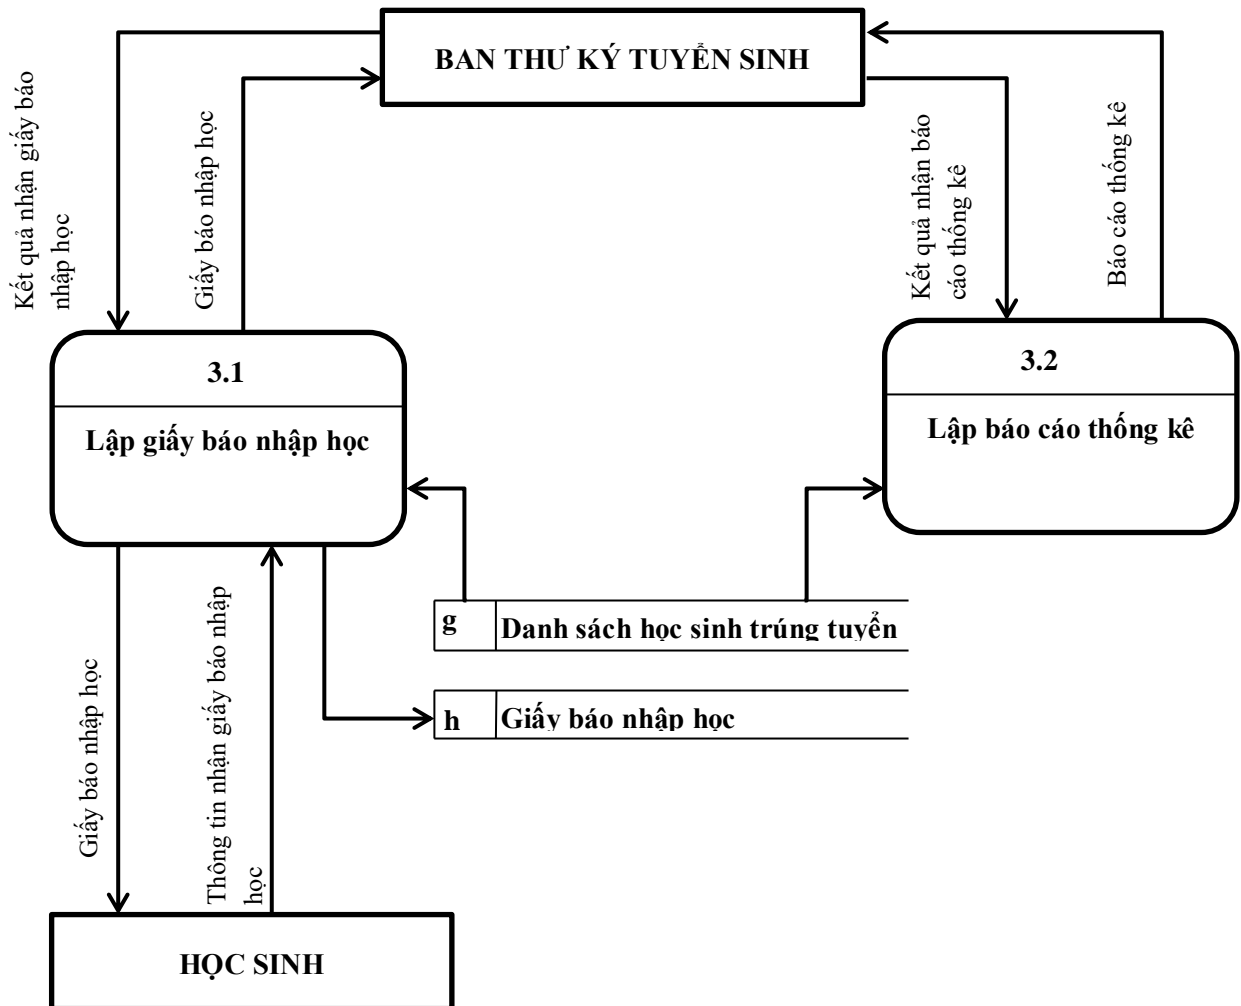 BAN THƯ KÝ TUYỂN SINH
Kết quả nhận giấy báo
nhập học
Giấy báo nhập học
Kết quả nhận báo
cáo thống kê
Báo cáo thống kê
3.1
Lập giấy báo nhập học
3.2
Lập báo cáo thống kê
g
Danh sách học sinh trúng tuyển
h
Giấy báo nhập học
Giấy báo nhập học
Thông tin nhận giấy báo nhập
học
HỌC SINH